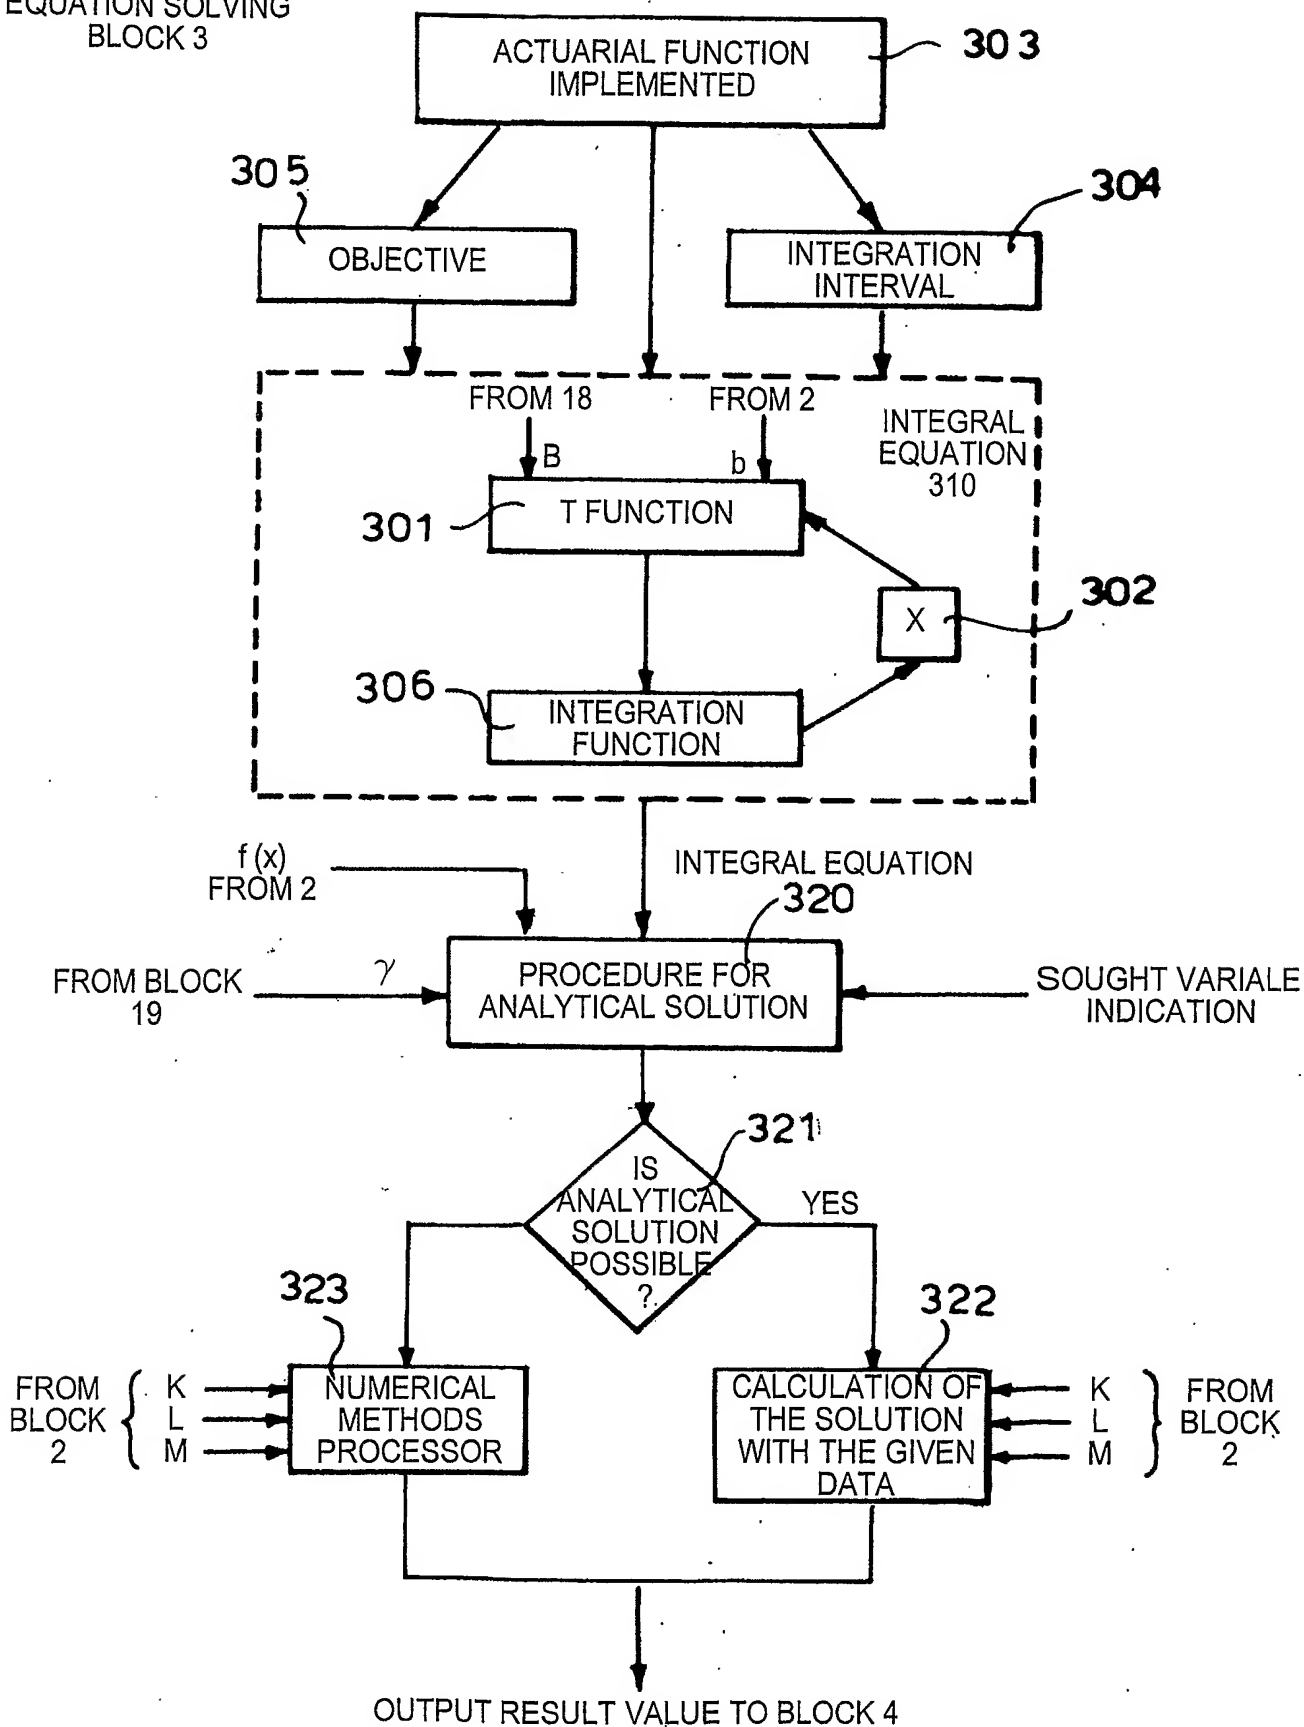 EQUATION SOLVING
BLOCK 3
ACTUARIAL FUNCTION
IMPLEMENTED
303
305
OBJECTIVE
304
INTEGRATION
INTERVAL
FROM 18
FROM 2
INTEGRAL
EQUATION
310
B
b
T FUNCTION
301
X
302
306
INTEGRATION
FUNCTION
f (x)
FROM 2
INTEGRAL EQUATION
320
FROM BLOCK
19
γ
PROCEDURE FOR
ANALYTICAL SOLUTION
SOUGHT VARIALE
INDICATION
321
IS
ANALYTICAL
SOLUTION
POSSIBLE
?
YES
323
322
FROM
BLOCK
2
K
L
M
NUMERICAL
METHODS
PROCESSOR
CALCULATION OF
THE SOLUTION
WITH THE GIVEN
DATA
K
L
M
FROM
BLOCK
2
OUTPUT RESULT VALUE TO BLOCK 4